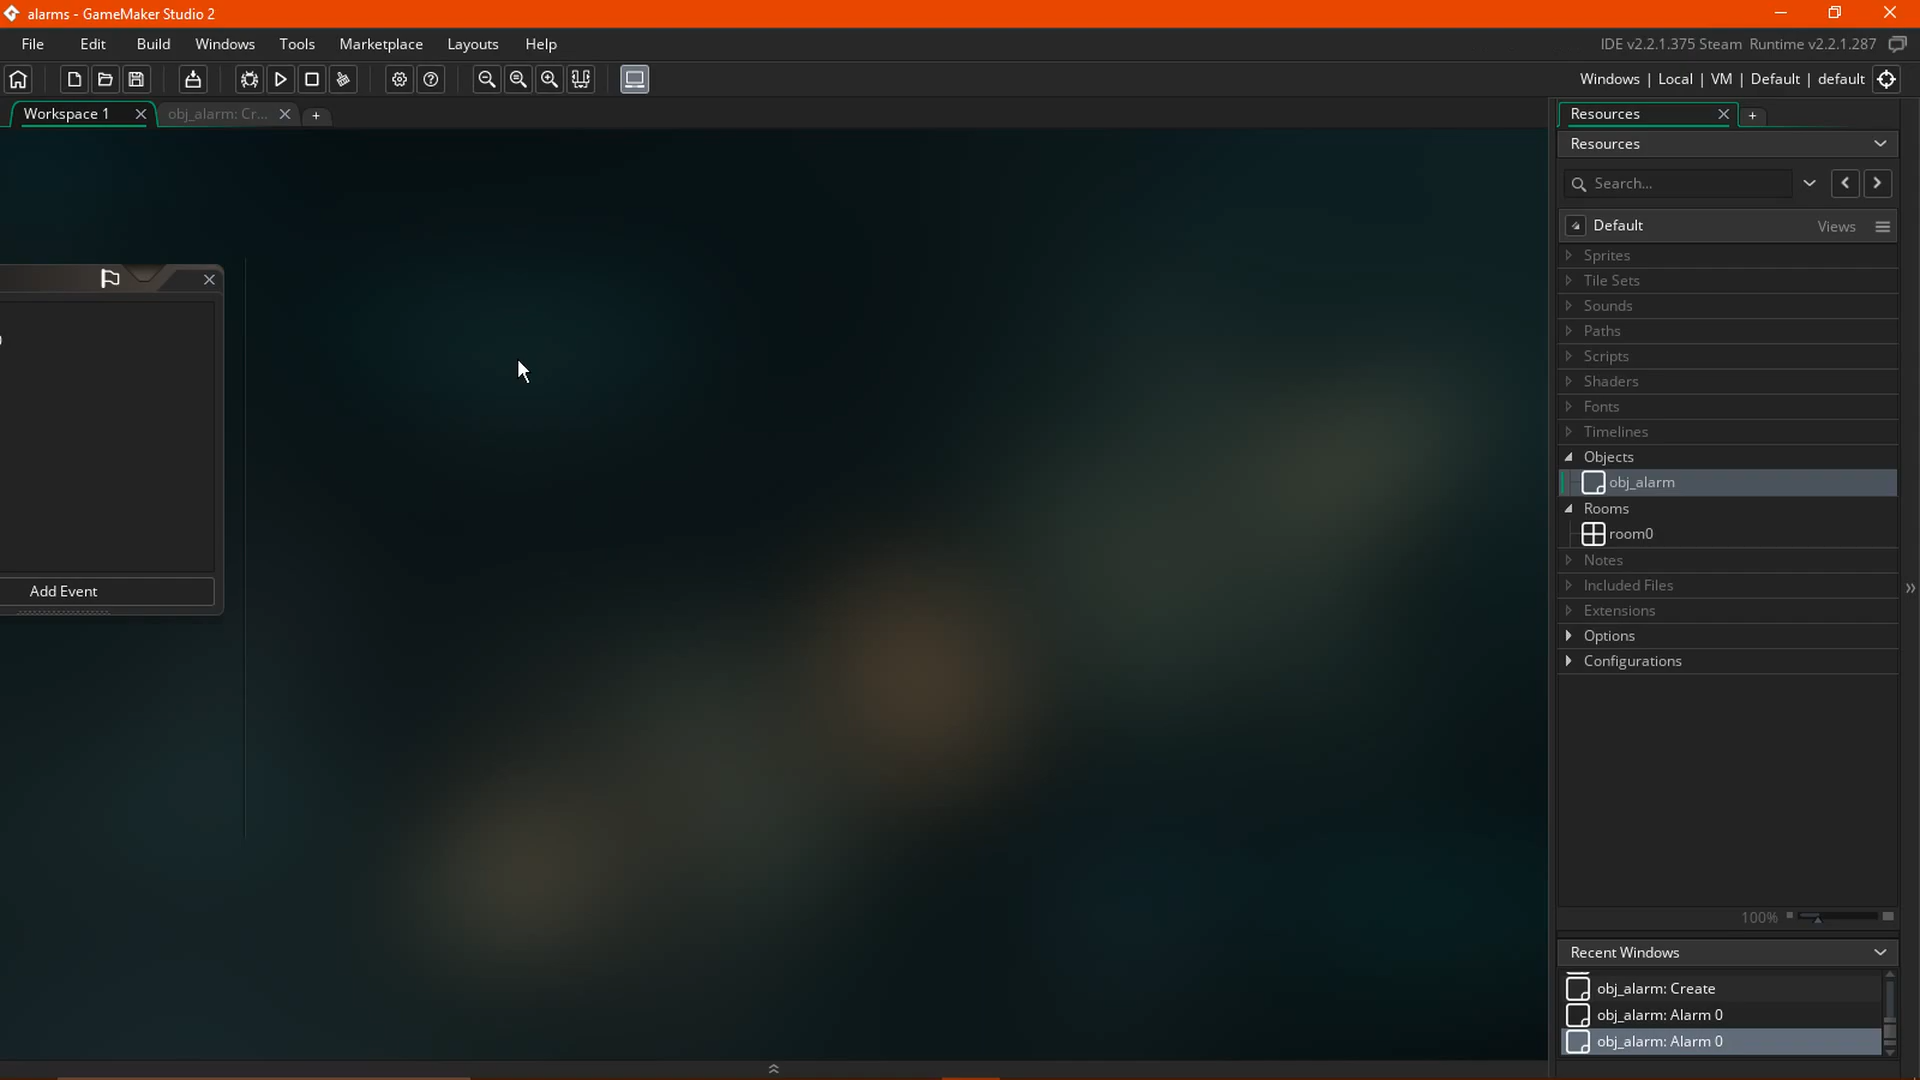 alarms - GameMaker Studio 2
File Edit Build Windows Tools Marketplace Layouts Help
IDE v2.2.1.375 Steam Runtime v2.2.1.287
Windows | Local | VM | Default | default
Workspace 1
obj_alarm: Cr...
Resources
Resources
Search...
Default Views
Sprites
Tile Sets
Sounds
Paths
Scripts
Shaders
Fonts
Timelines
Objects
obj_alarm
Rooms
room0
Notes
Included Files
Extensions
Options
Configurations
Add Event
100%
Recent Windows
obj_alarm: Create
obj_alarm: Alarm 0
obj_alarm: Alarm 0